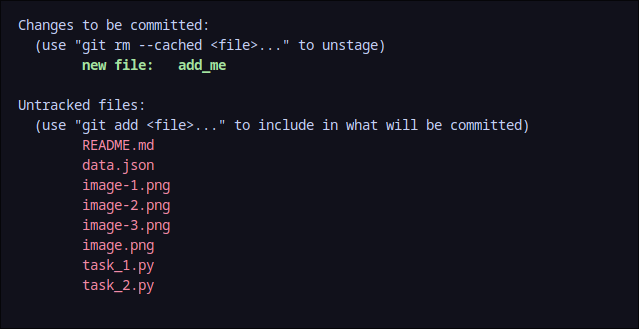 Changes to be committed:
  (use "git rm --cached <file>..." to unstage)
        new file:   add_me

Untracked files:
  (use "git add <file>..." to include in what will be committed)
        README.md
        data.json
        image-1.png
        image-2.png
        image-3.png
        image.png
        task_1.py
        task_2.py